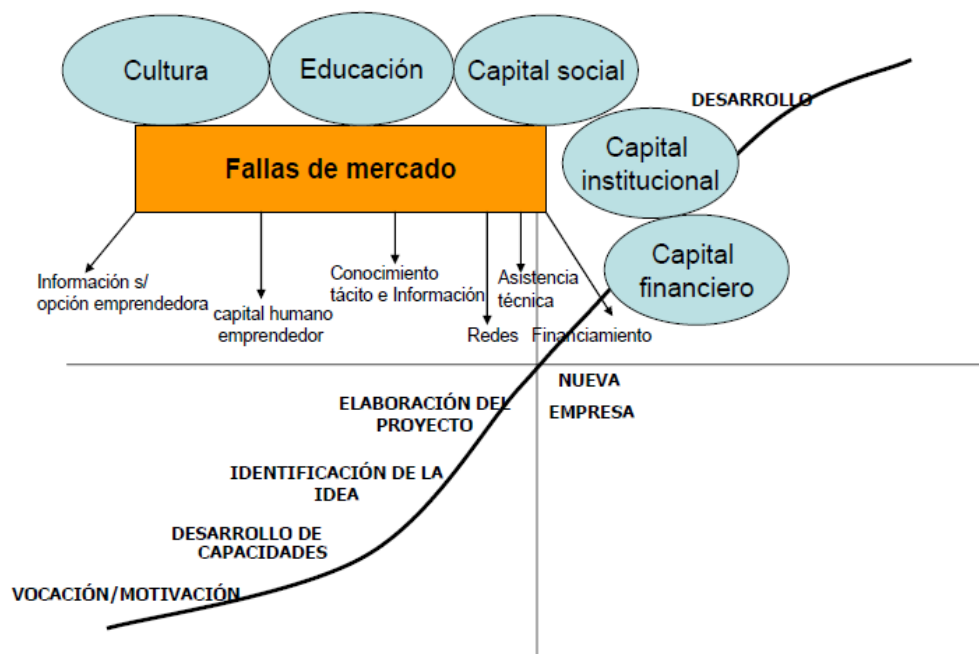 Cultura
Educación
Capital social
DESARROLLO
Capital
institucional
Fallas de mercado
Capital
financiero
Información s/
opción emprendedora
capital humano
emprendedor
Conocimiento
tácito e Información
Redes
Asistencia
técnica
Financiamiento
NUEVA
EMPRESA
ELABORACIÓN DEL
PROYECTO
IDENTIFICACIÓN DE LA
IDEA
DESARROLLO DE
CAPACIDADES
VOCACIÓN/MOTIVACIÓN